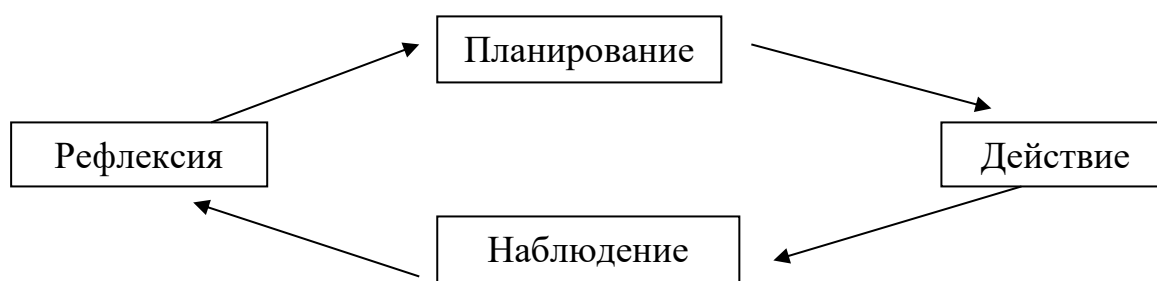 Планирование
Рефлексия
Действие
Наблюдение